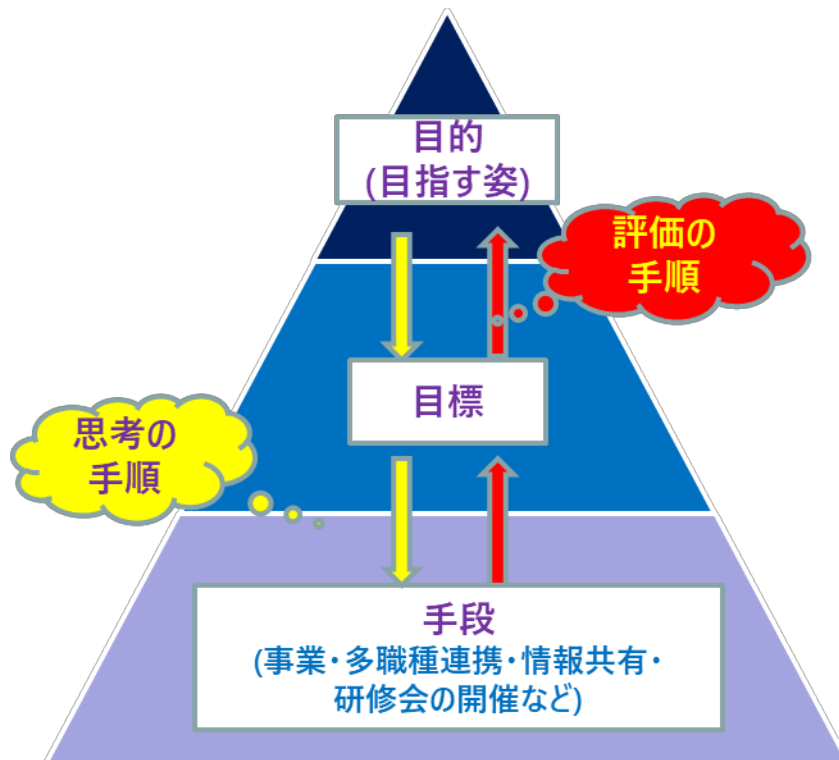 目的
(目指す姿)
評価の
手順
目標
思考の
手順
手段
(事業・多職種連携・情報共有・
研修会の開催など)